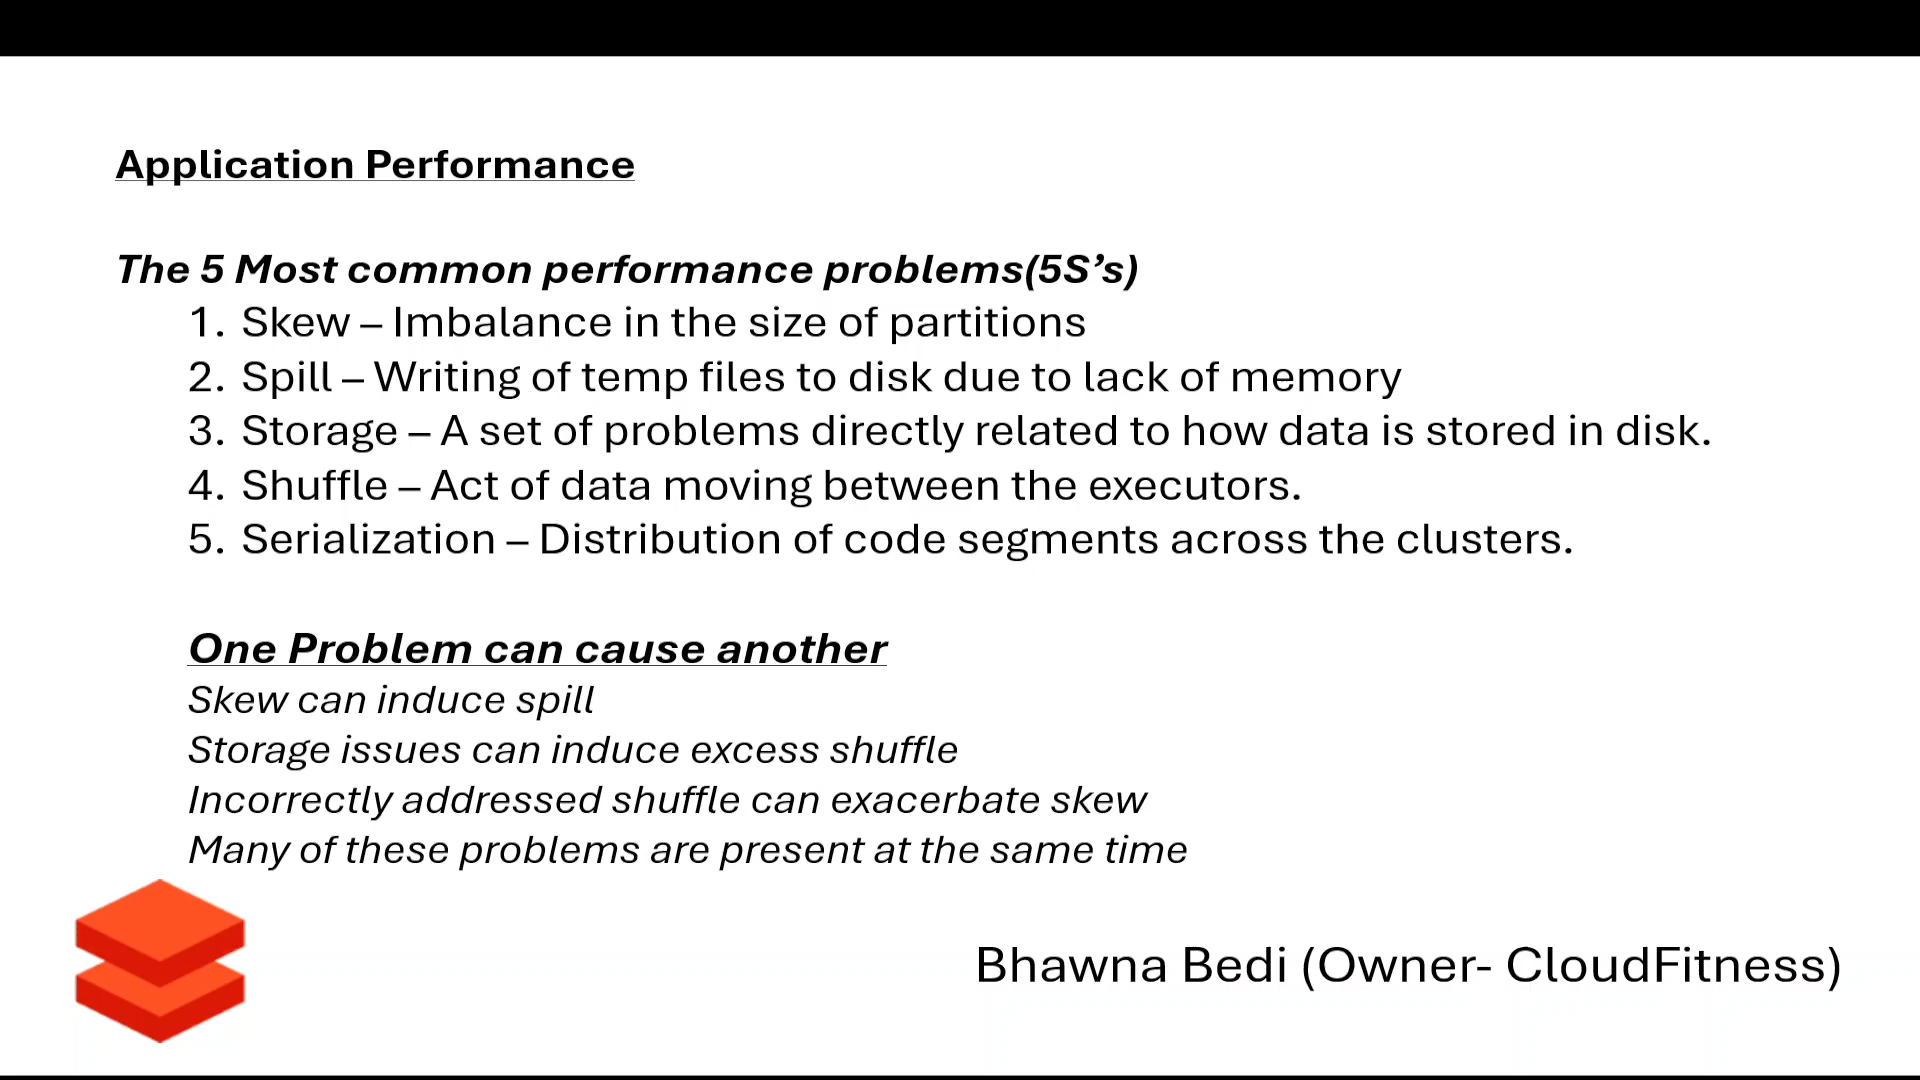 Application Performance
The 5 Most common performance problems(5S’s)
1. Skew – Imbalance in the size of partitions
2. Spill – Writing of temp files to disk due to lack of memory
3. Storage – A set of problems directly related to how data is stored in disk.
4. Shuffle – Act of data moving between the executors.
5. Serialization – Distribution of code segments across the clusters.
One Problem can cause another
Skew can induce spill
Storage issues can induce excess shuffle
Incorrectly addressed shuffle can exacerbate skew
Many of these problems are present at the same time
Bhawna Bedi (Owner- CloudFitness)